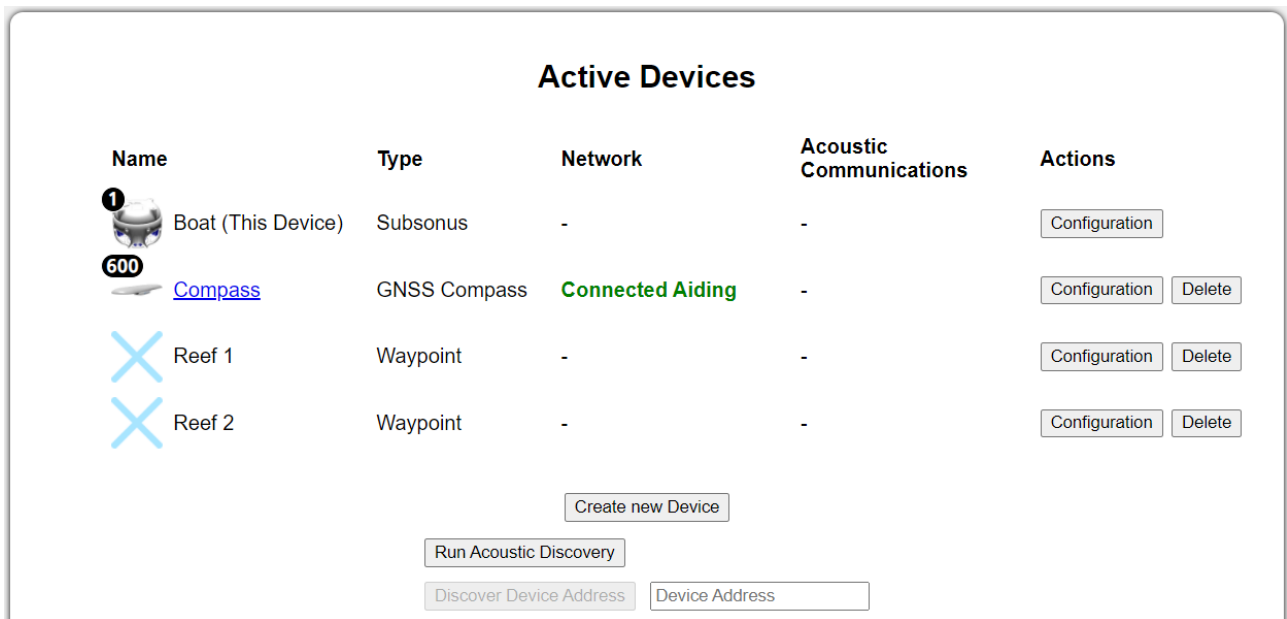 Active Devices
Name Type Network Acoustic Communications Actions
1
Boat (This Device) Subsonus - - Configuration
600
Compass GNSS Compass Connected Aiding - Configuration Delete
Reef 1 Waypoint - - Configuration Delete
Reef 2 Waypoint - - Configuration Delete
Create new Device
Run Acoustic Discovery
Discover Device Address Device Address